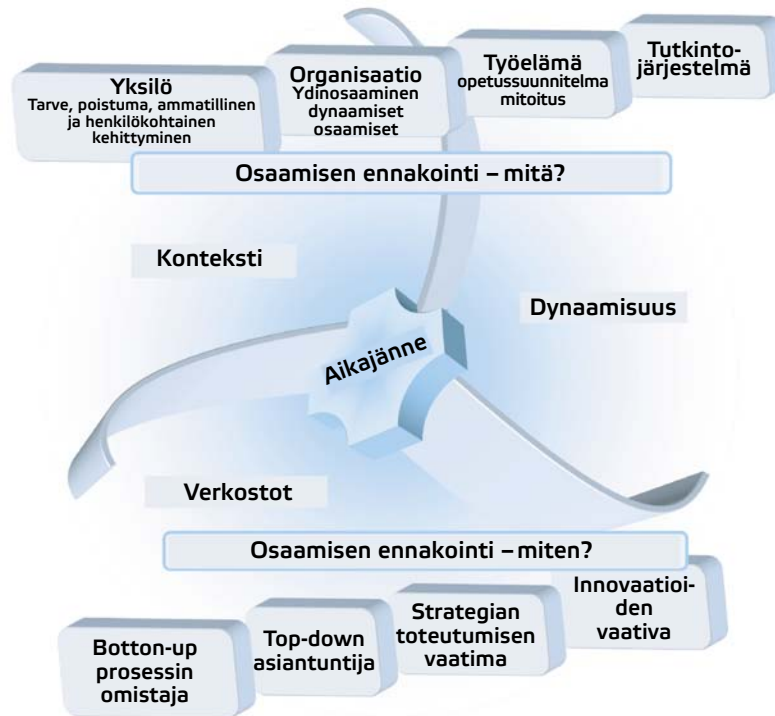 Yksilö
Tarve, poistuma, ammatillinen
ja henkilökohtainen
kehittyminen
Organisaatio
Ydinosaaminen
dynaamiset
osaamiset
Työelämä
opetussuunnitelma
mitoitus
Tutkinto-
järjestelmä
Osaamisen ennakointi – mitä?
Konteksti
Dynaamisuus
Aikajänne
Verkostot
Osaamisen ennakointi – miten?
Botton-up
prosessin
omistaja
Top-down
asiantuntija
Strategian
toteutumisen
vaatima
Innovaatioi-
den
vaativa